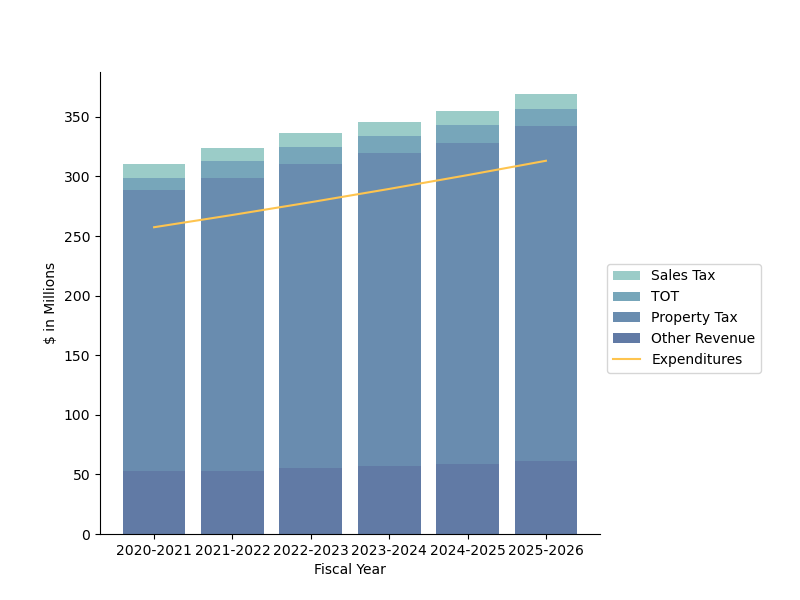 350
300
250
200
150
100
50
0
$ in Millions
2020-2021 2021-2022 2022-2023 2023-2024 2024-2025 2025-2026
Fiscal Year
Sales Tax
TOT
Property Tax
Other Revenue
Expenditures